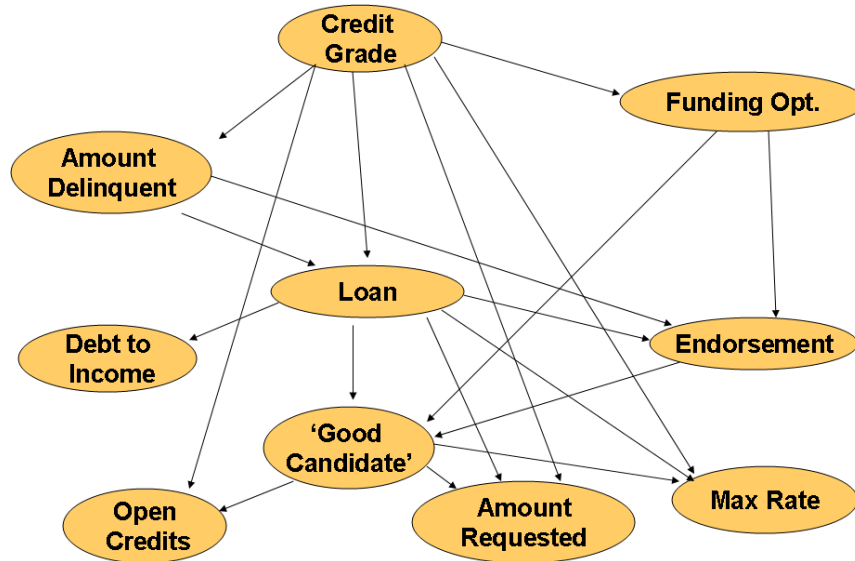 Credit
Grade
Funding Opt.
Amount
Delinquent
Loan
Debt to
Income
Endorsement
‘Good
Candidate’
Open
Credits
Amount
Requested
Max Rate